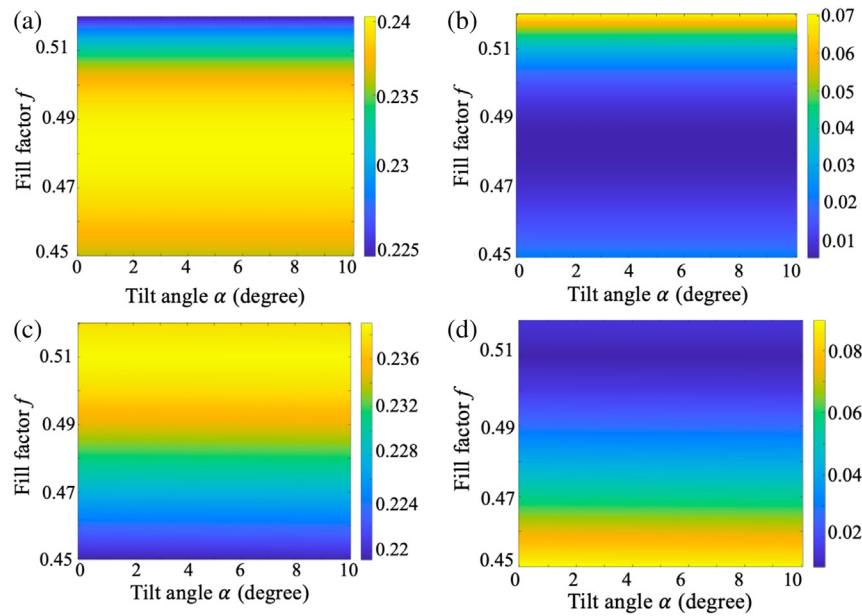 (a)
0.51
0.49
0.47
0.45
Fill factor f
0 2 4 6 8 10
Tilt angle α (degree)
0.24
0.235
0.23
0.225
(b)
0.51
0.49
0.47
0.45
Fill factor f
0 2 4 6 8 10
Tilt angle α (degree)
0.07
0.06
0.05
0.04
0.03
0.02
0.01
(c)
0.51
0.49
0.47
0.45
Fill factor f
0 2 4 6 8 10
Tilt angle α (degree)
0.236
0.232
0.228
0.224
0.22
(d)
0.51
0.49
0.47
0.45
Fill factor f
0 2 4 6 8 10
Tilt angle α (degree)
0.08
0.06
0.04
0.02